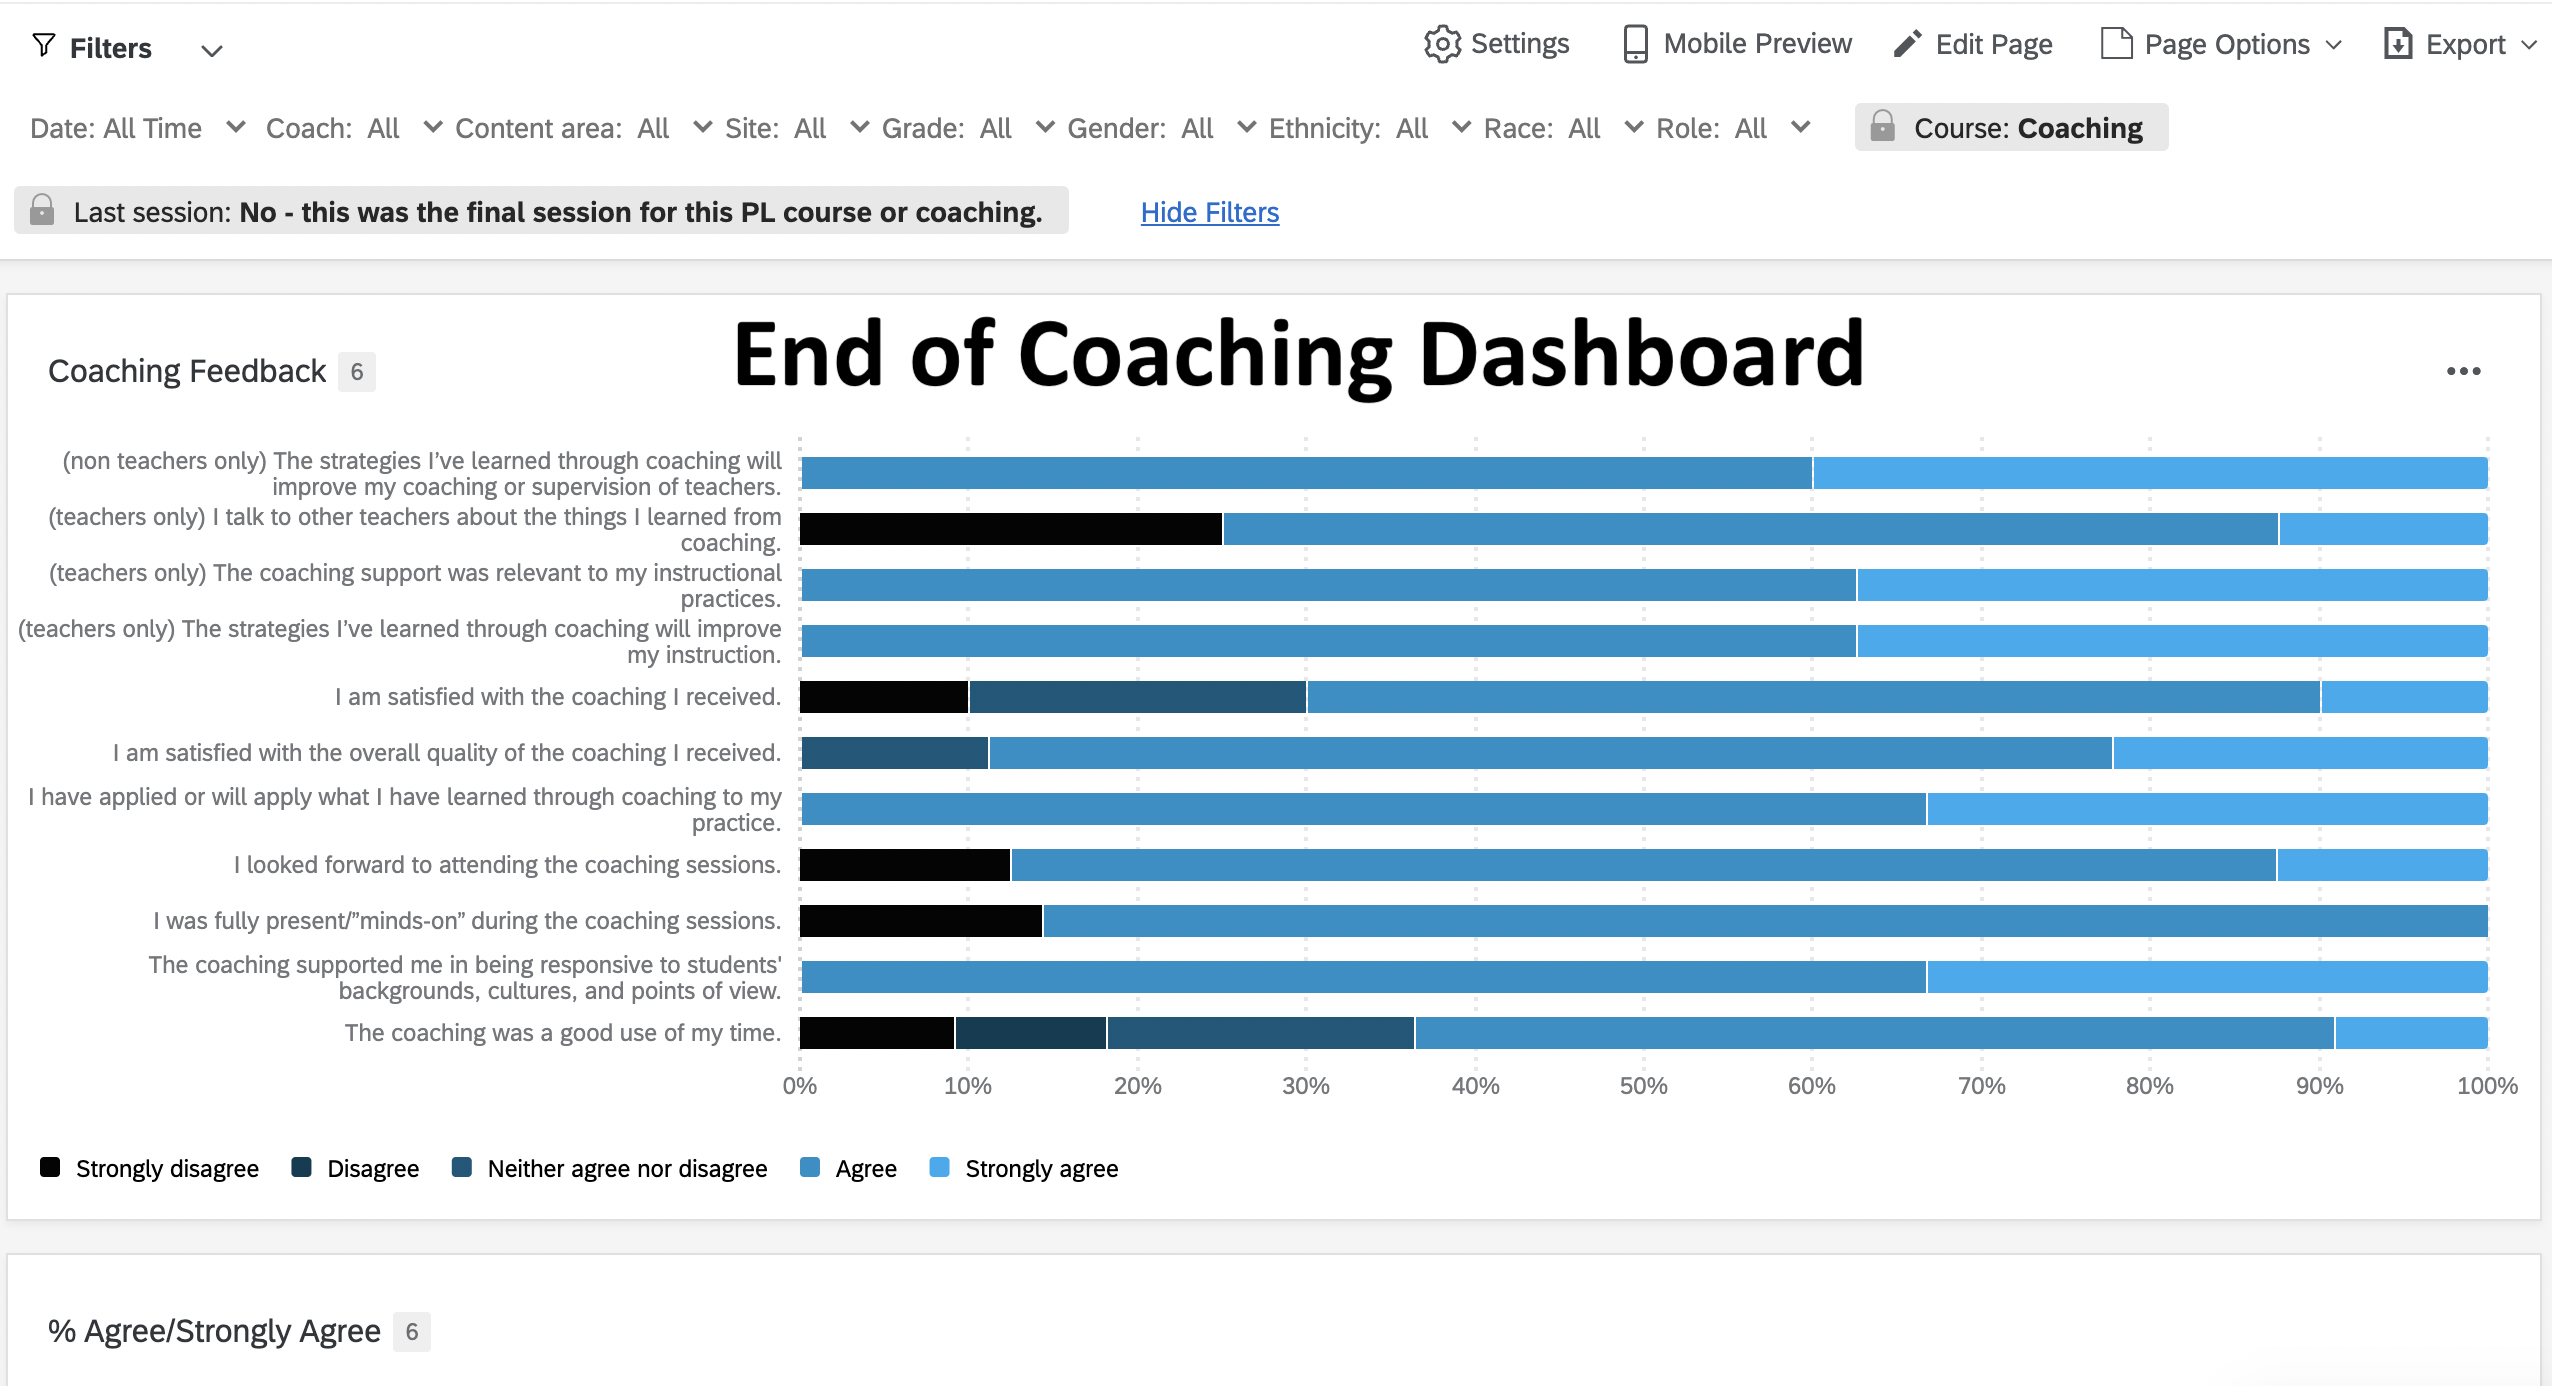 Filters
Settings
Mobile Preview
Edit Page
Page Options
Export
Date: All Time
Coach: All
Content area: All
Site: All
Grade: All
Gender: All
Ethnicity: All
Race: All
Role: All
Course: Coaching
Last session: No - this was the final session for this PL course or coaching.
Hide Filters
End of Coaching Dashboard
Coaching Feedback 6
(non teachers only) The strategies I’ve learned through coaching will
improve my coaching or supervision of teachers.
(teachers only) I talk to other teachers about the things I learned from
coaching.
(teachers only) The coaching support was relevant to my instructional
practices.
(teachers only) The strategies I’ve learned through coaching will improve
my instruction.
I am satisfied with the coaching I received.
I am satisfied with the overall quality of the coaching I received.
I have applied or will apply what I have learned through coaching to my
practice.
I looked forward to attending the coaching sessions.
I was fully present/”minds-on” during the coaching sessions.
The coaching supported me in being responsive to students'
backgrounds, cultures, and points of view.
The coaching was a good use of my time.
0% 10% 20% 30% 40% 50% 60% 70% 80% 90% 100%
Strongly disagree
Disagree
Neither agree nor disagree
Agree
Strongly agree
% Agree/Strongly Agree 6